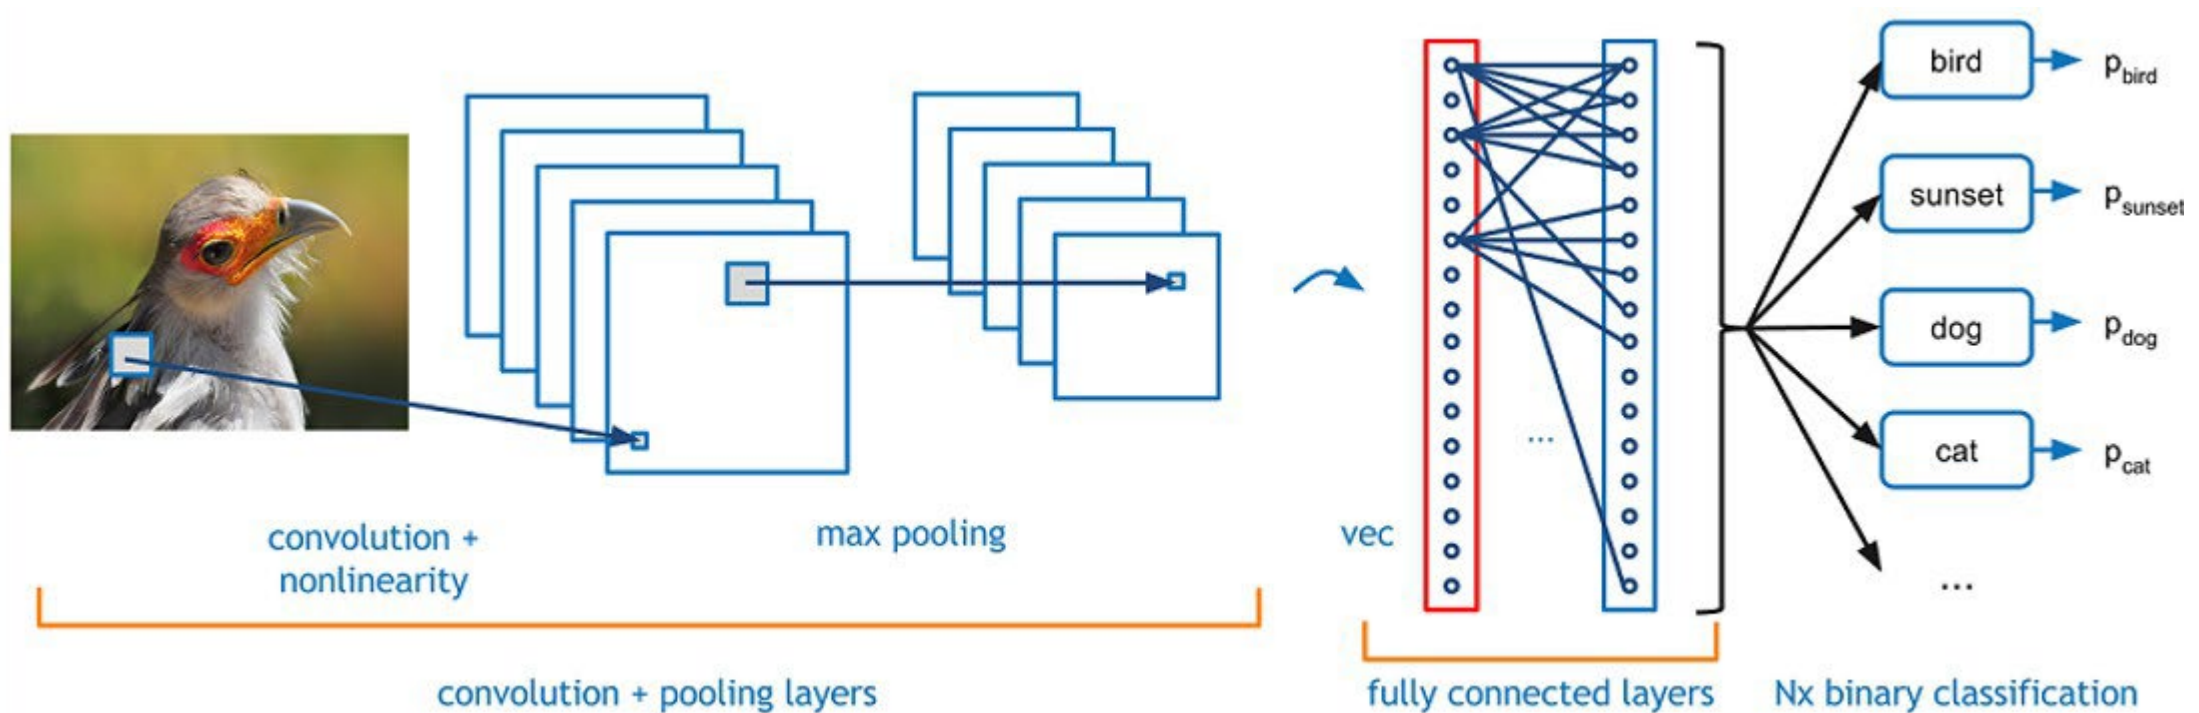 convolution +
nonlinearity
max pooling
vec
convolution + pooling layers
fully connected layers
Nx binary classification
...
bird
p_bird
sunset
p_sunset
dog
p_dog
cat
p_cat
...